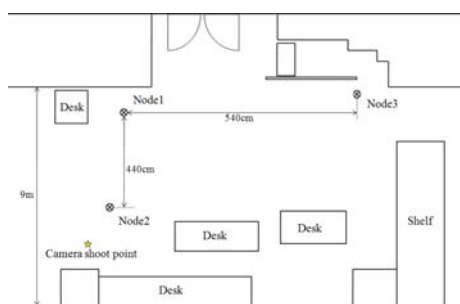 Desk
Node1
Node3
540cm
440cm
9m
Node2
Desk
Desk
Shelf
Camera shoot point
Desk